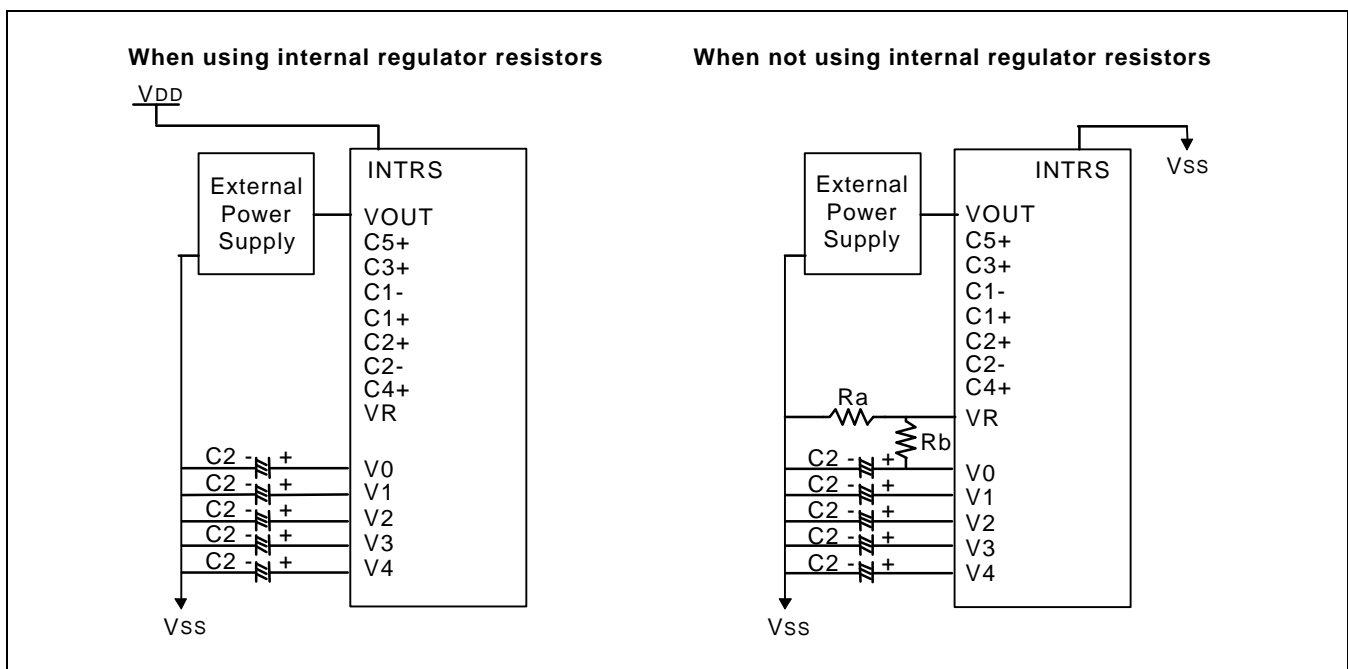 When using internal regulator resistors
VDD
External
Power
Supply
INTRS
VOUT
C5+
C3+
C1-
C1+
C2+
C2-
C4+
VR
C2 - + V0
C2 - + V1
C2 - + V2
C2 - + V3
C2 - + V4
VSS
When not using internal regulator resistors
External
Power
Supply
INTRS
VSS
VOUT
C5+
C3+
C1-
C1+
C2+
C2-
C4+
Ra
VR
Rb
C2 - + V0
C2 - + V1
C2 - + V2
C2 - + V3
C2 - + V4
VSS